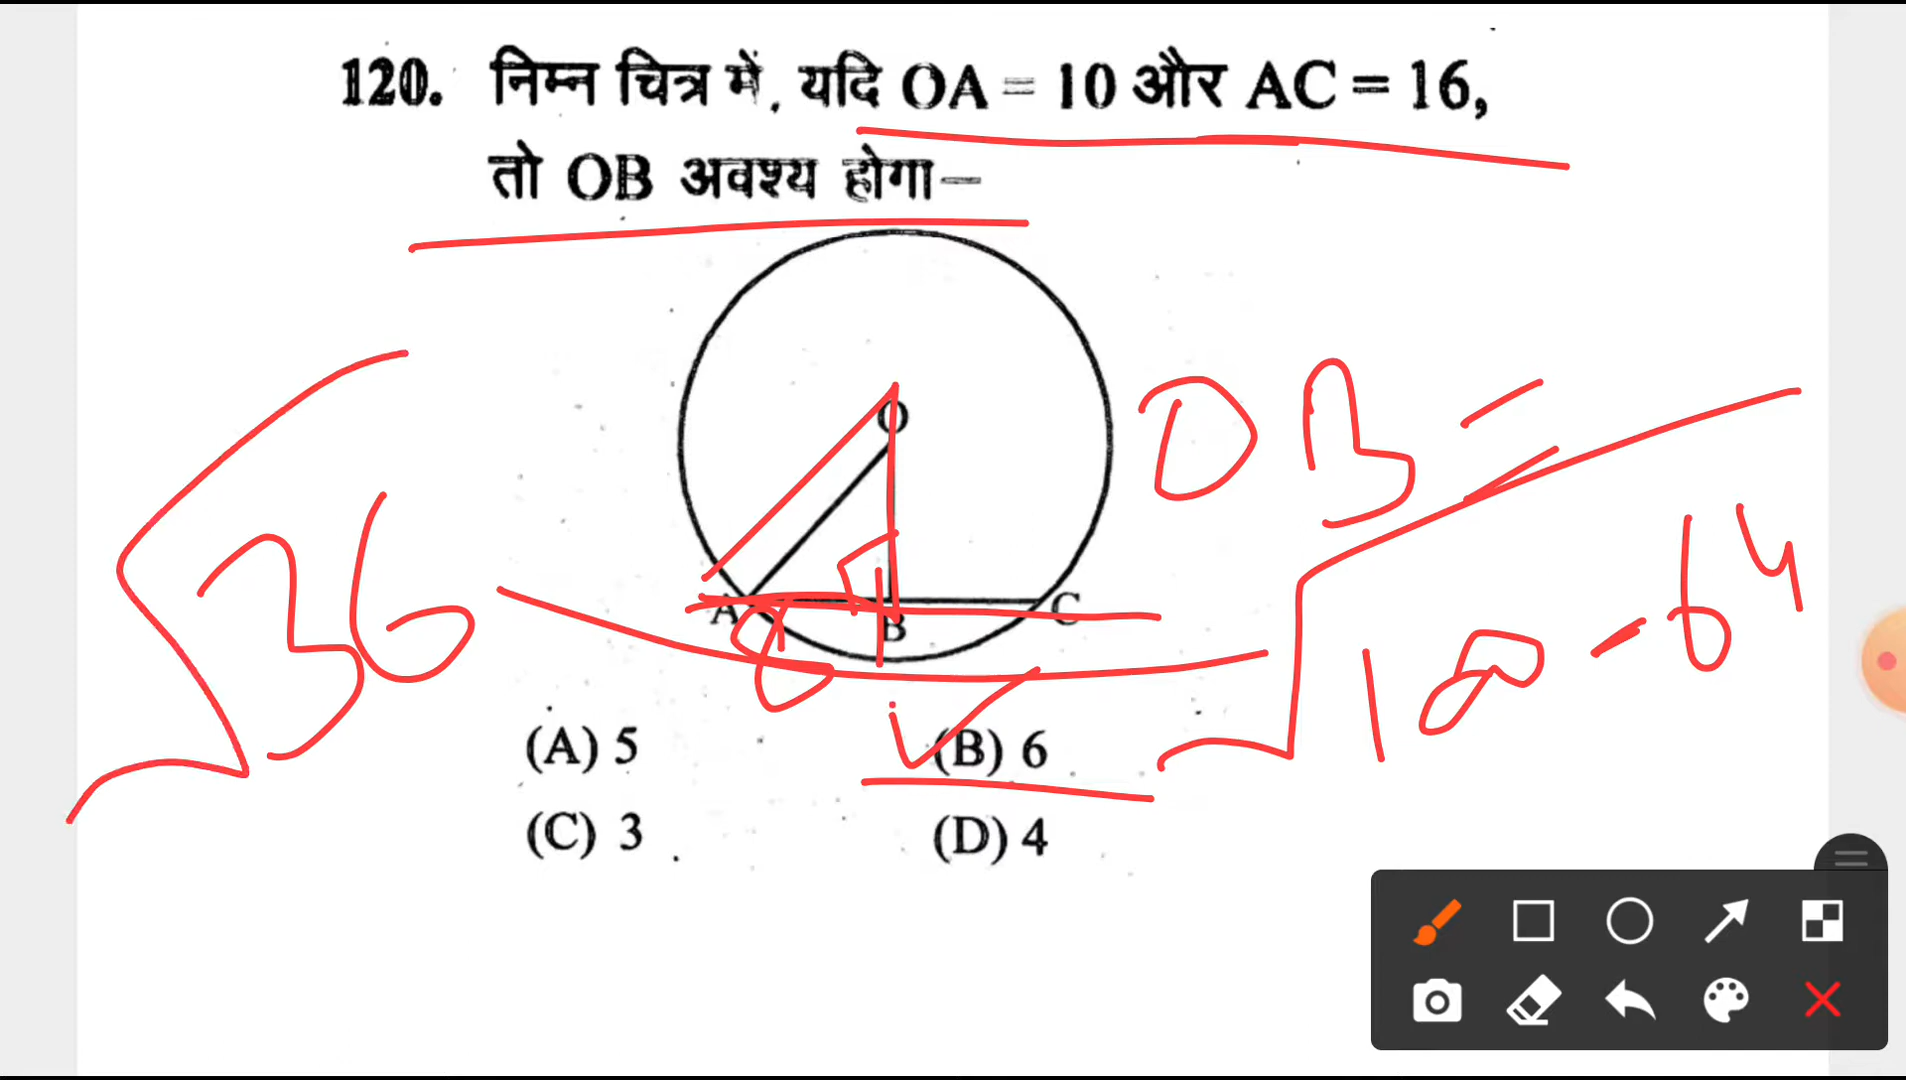 120. निम्न चित्र में, यदि OA = 10 और AC = 16,
तो OB अवश्य होगा—
O
A
B
C
8
OB =
√100 - 64
√36
(A) 5
(B) 6
(C) 3
(D) 4